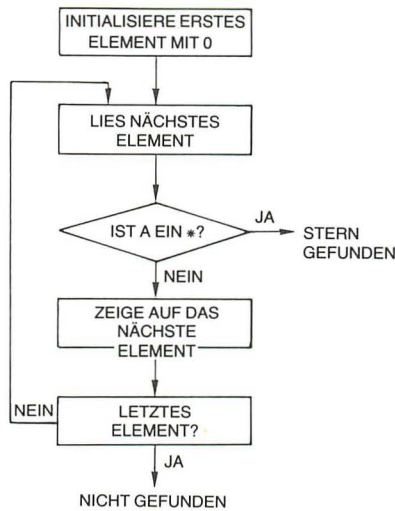 INITIALISIERE ERSTES
ELEMENT MIT 0
LIES NÄCHSTES
ELEMENT
IST A EIN *?
JA
STERN
GEFUNDEN
NEIN
ZEIGE AUF DAS
NÄCHSTE
ELEMENT
NEIN
LETZTES
ELEMENT?
JA
NICHT GEFUNDEN